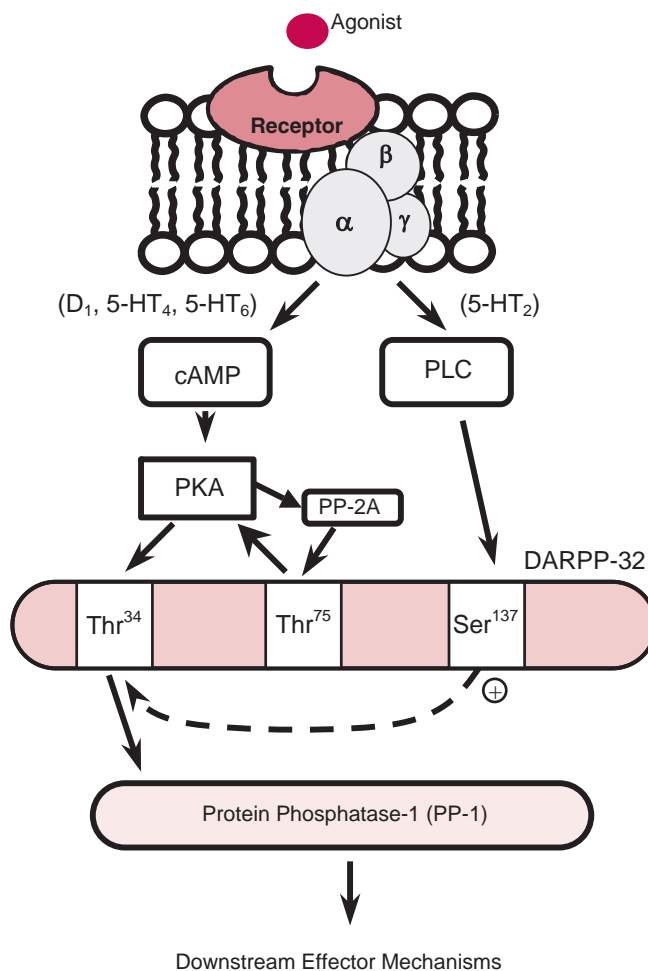 Agonist
Receptor
β
α
γ
(D₁, 5-HT₄, 5-HT₆)
(5-HT₂)
cAMP
PLC
PKA
PP-2A
DARPP-32
Thr³⁴
Thr⁷⁵
Ser¹³⁷
+
Protein Phosphatase-1 (PP-1)
Downstream Effector Mechanisms